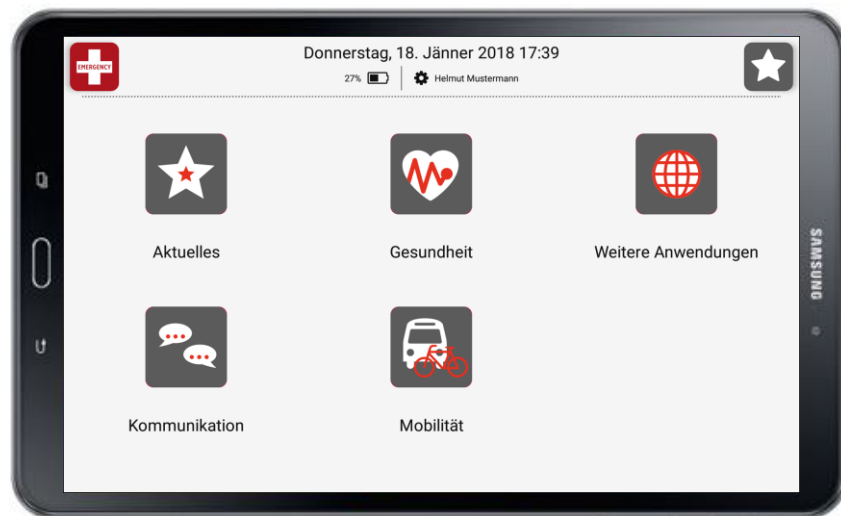 EMERGENCY
Donnerstag, 18. Jänner 2018 17:39
27% Helmut Mustermann
Aktuelles
Gesundheit
Weitere Anwendungen
Kommunikation
Mobilität
SAMSUNG